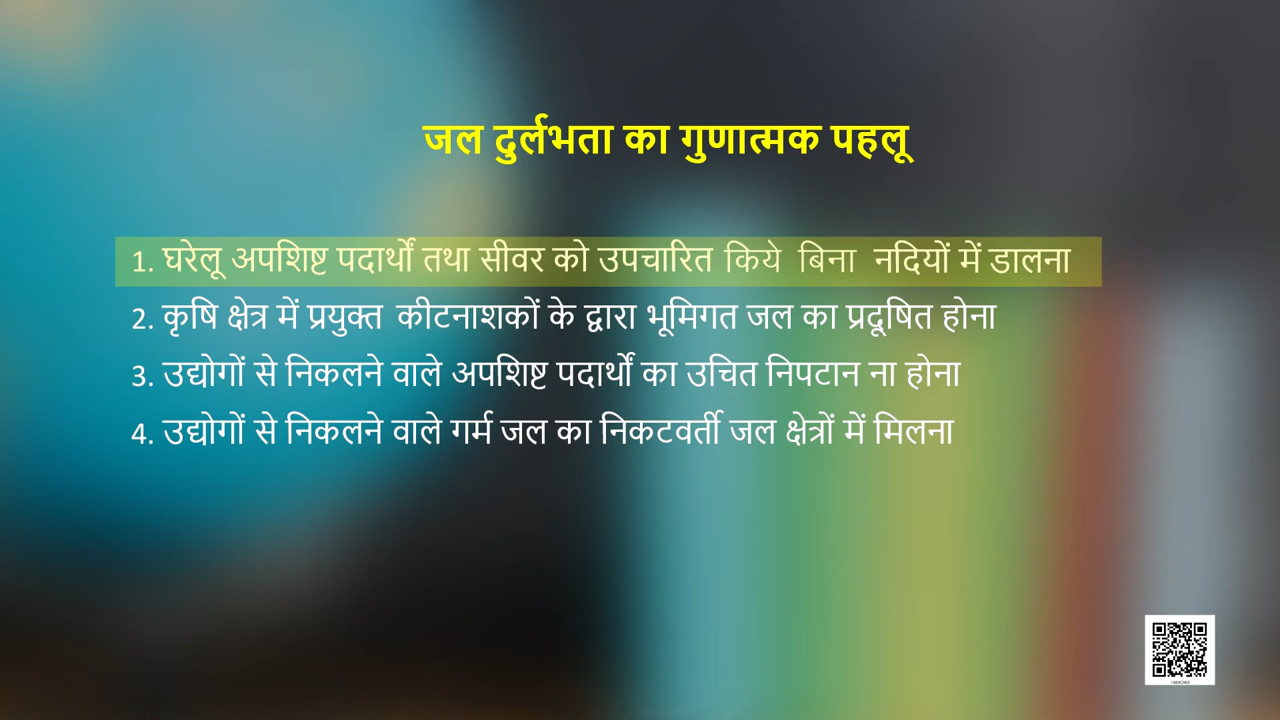 जल दुर्लभता का गुणात्मक पहलू
1. घरेलू अपशिष्ट पदार्थों तथा सीवर को उपचारित किये बिना नदियों में डालना
2. कृषि क्षेत्र में प्रयुक्त कीटनाशकों के द्वारा भूमिगत जल का प्रदूषित होना
3. उद्योगों से निकलने वाले अपशिष्ट पदार्थों का उचित निपटान ना होना
4. उद्योगों से निकलने वाले गर्म जल का निकटवर्ती जल क्षेत्रों में मिलना